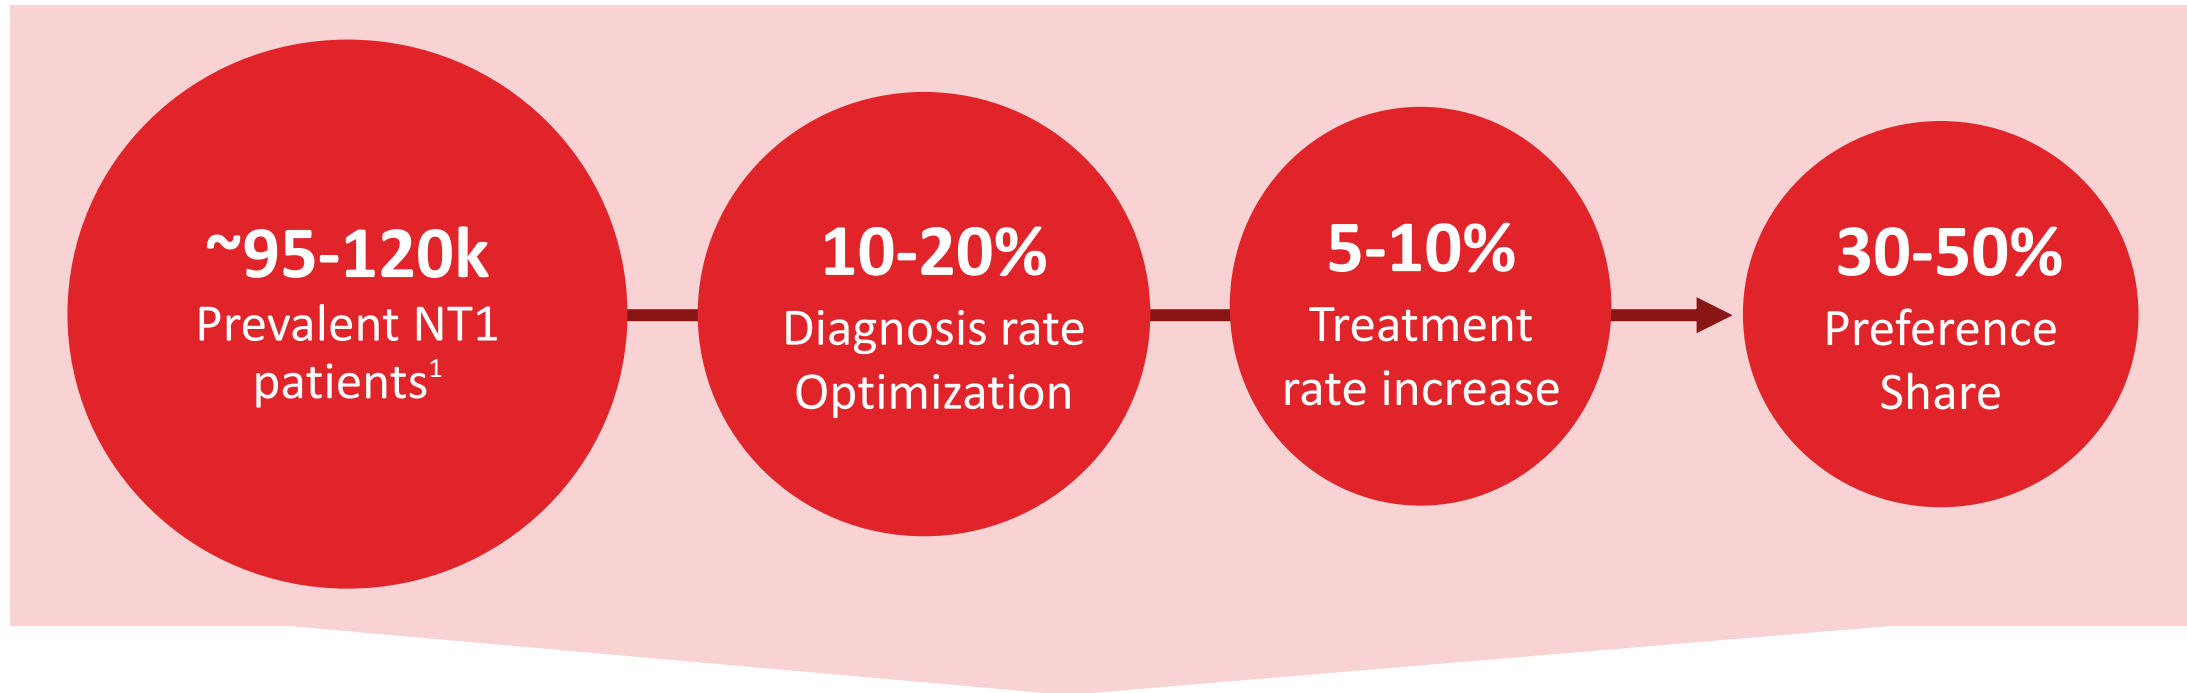 ~95-120k
Prevalent NT1
patients¹
10-20%
Diagnosis rate
Optimization
5-10%
Treatment
rate increase
30-50%
Preference
Share